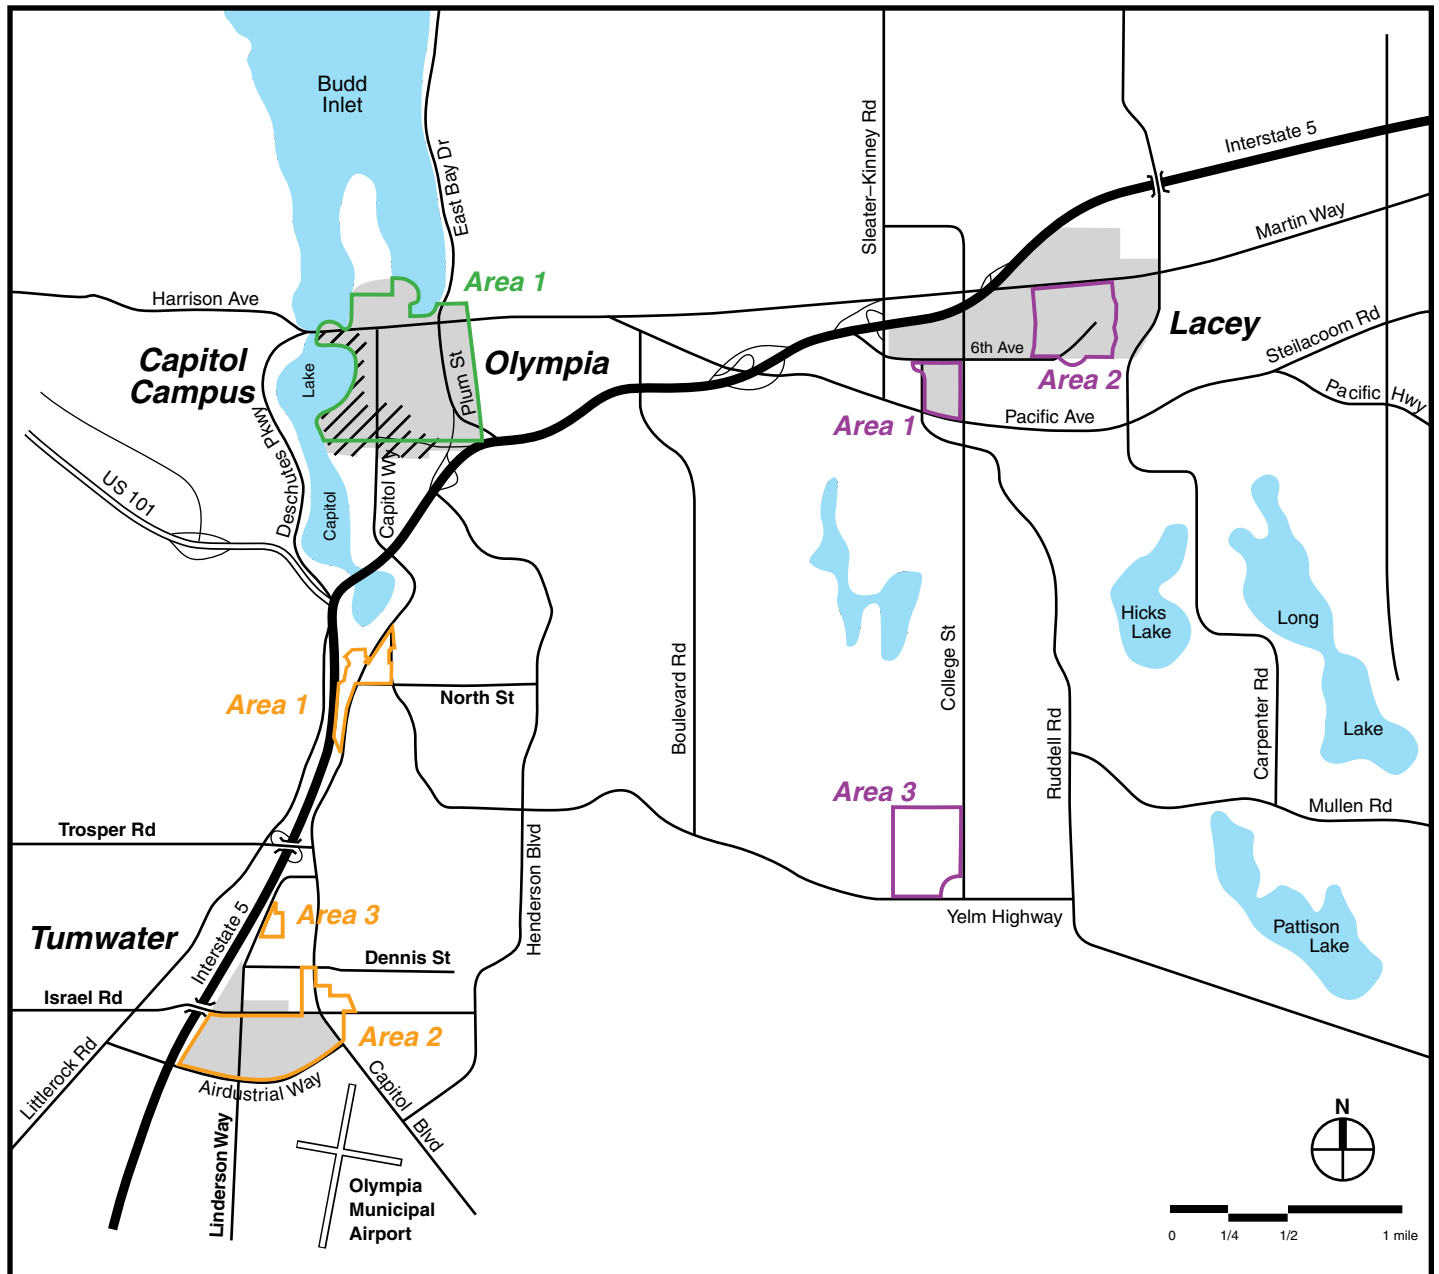 Budd
Inlet
East Bay Dr
Sleater–Kinney Rd
Interstate 5
Martin Way
Harrison Ave
Area 1
Capitol
Campus
Lake
Plum St
Olympia
6th Ave
Area 2
Lacey
Steilacoom Rd
Pacific Hwy
Area 1
Pacific Ave
Deschutes Pkwy
US 101
Capitol
Capitol Wy
Hicks
Lake
Long
Lake
Area 1
North St
Boulevard Rd
College St
Ruddell Rd
Carpenter Rd
Area 3
Mullen Rd
Trosper Rd
Henderson Blvd
Interstate 5
Area 3
Tumwater
Dennis St
Yelm Highway
Pattison
Lake
Israel Rd
Area 2
Littlerock Rd
Airdustrial Way
Capitol Blvd
Linderson Way
Olympia
Municipal
Airport
N
0 1/4 1/2 1 mile